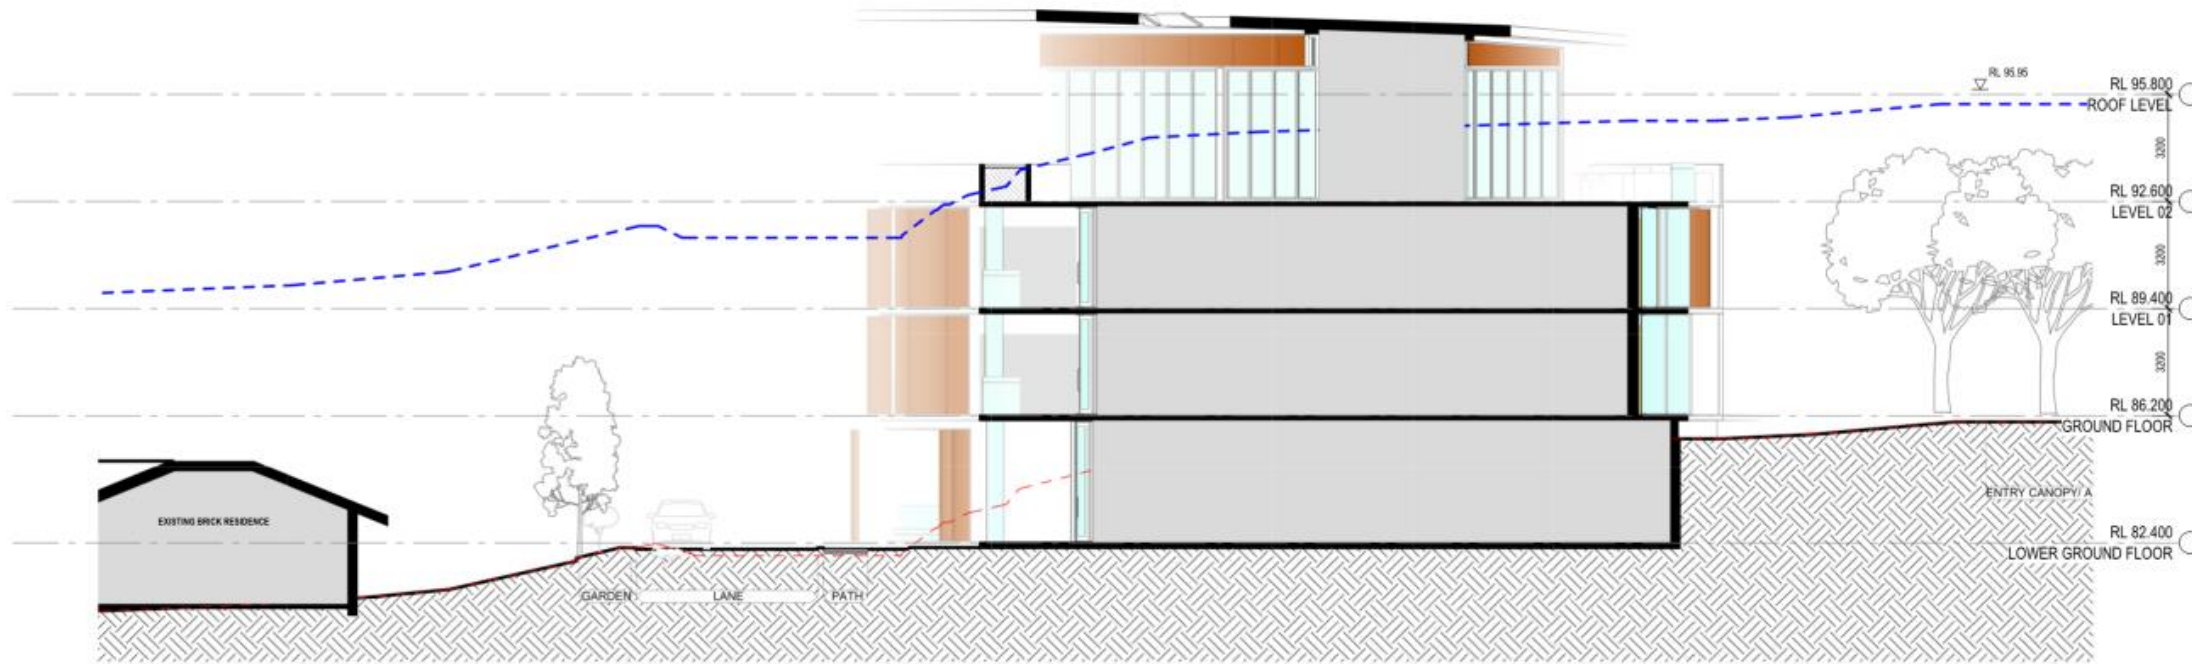 RL 95.95
RL 95.800
ROOF LEVEL
3200
RL 92.600
LEVEL 02
3200
RL 89.400
LEVEL 01
3200
RL 86.200
GROUND FLOOR
ENTRY CANOPY/ A
EXISTING BRICK RESIDENCE
RL 82.400
LOWER GROUND FLOOR
GARDEN
LANE
PATH